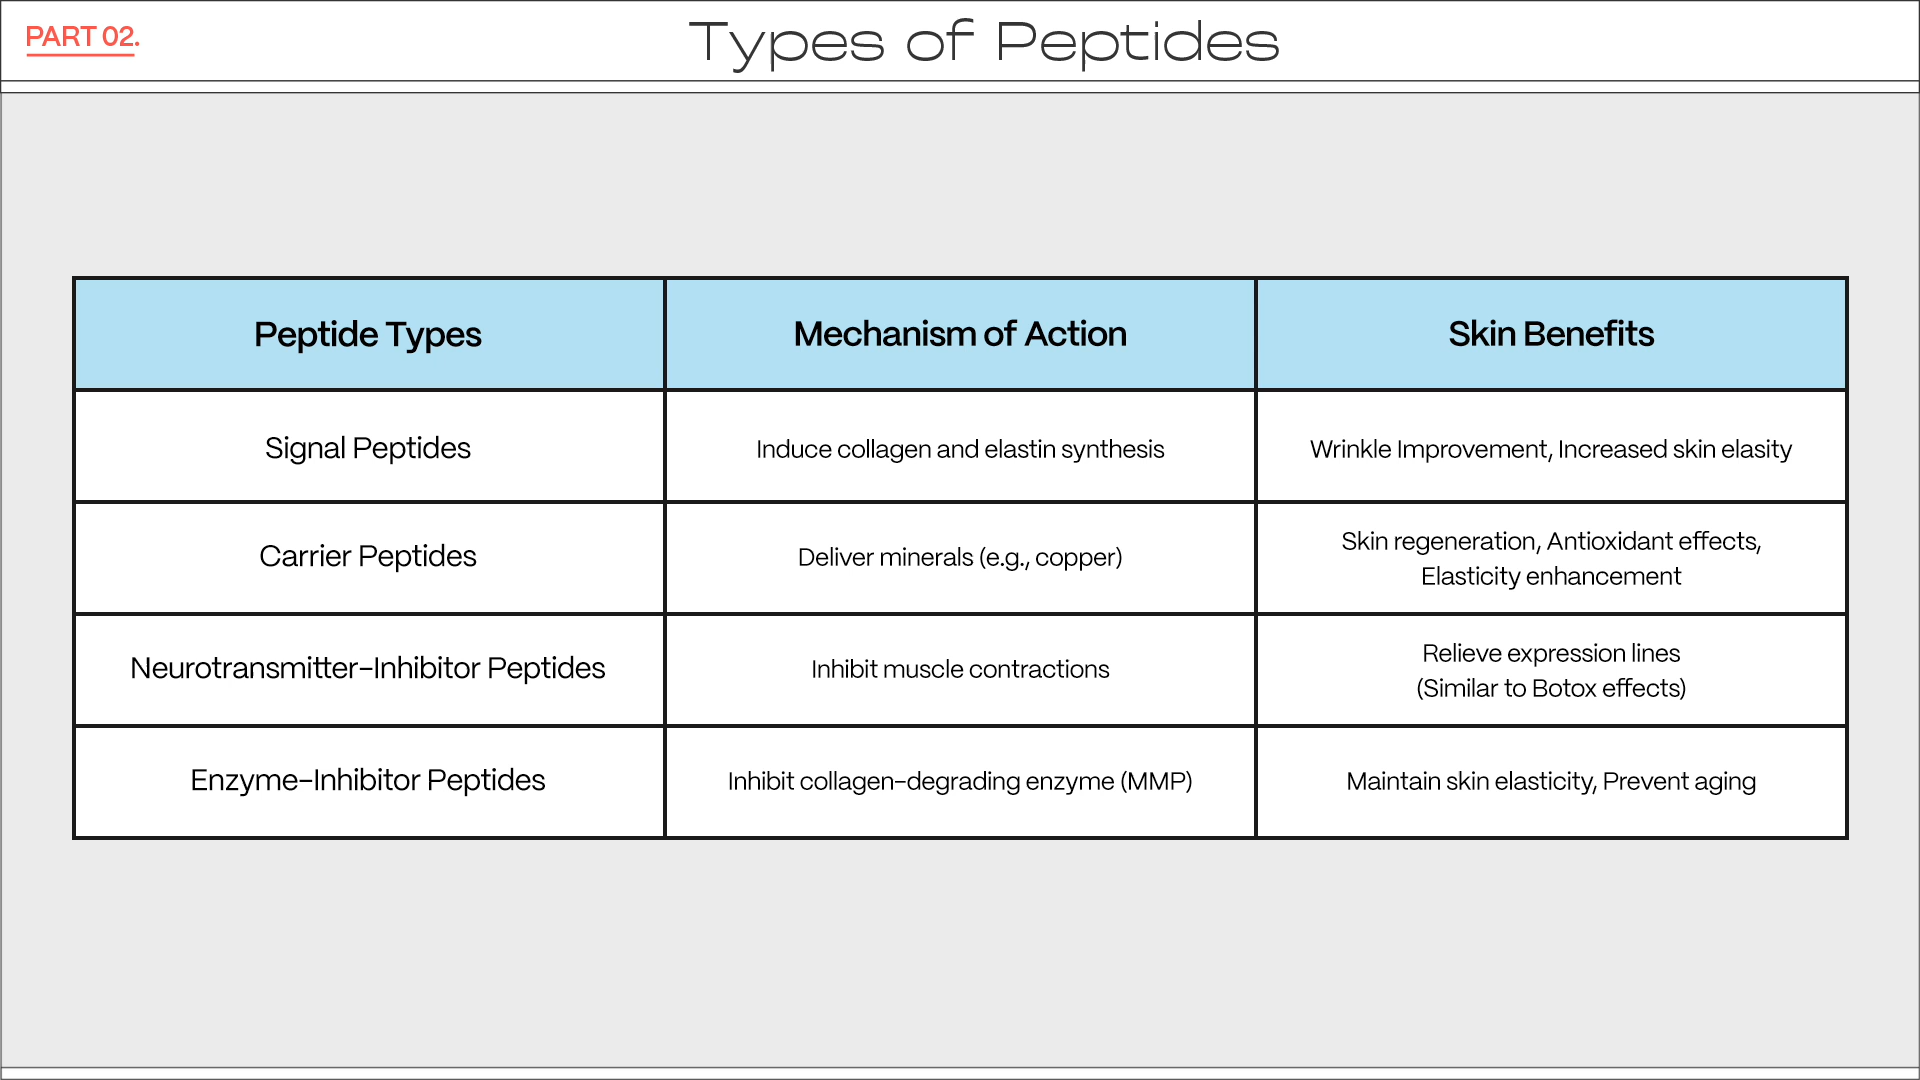 PART 02.
Types of Peptides
Peptide Types
Mechanism of Action
Skin Benefits
Signal Peptides
Induce collagen and elastin synthesis
Wrinkle Improvement, Increased skin elasity
Carrier Peptides
Deliver minerals (e.g., copper)
Skin regeneration, Antioxidant effects,
Elasticity enhancement
Neurotransmitter-Inhibitor Peptides
Inhibit muscle contractions
Relieve expression lines
(Similar to Botox effects)
Enzyme-Inhibitor Peptides
Inhibit collagen-degrading enzyme (MMP)
Maintain skin elasticity, Prevent aging